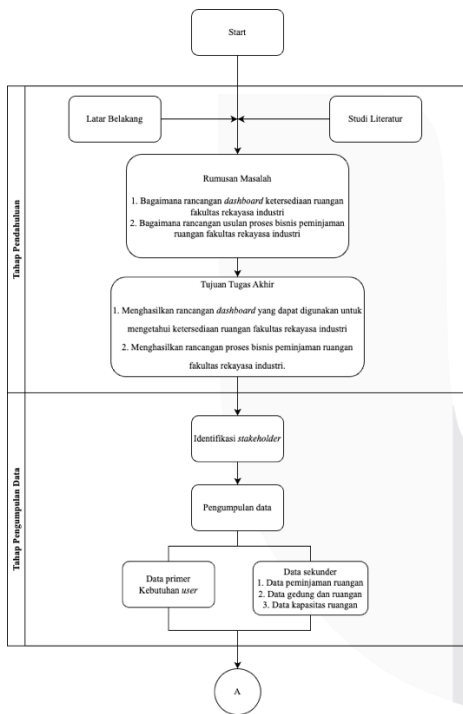 Start
Tahap Pendahuluan
Latar Belakang
Studi Literatur
Rumusan Masalah
1. Bagaimana rancangan dashboard ketersediaan ruangan
fakultas rekayasa industri
2. Bagaimana rancangan usulan proses bisnis peminjaman
ruangan fakultas rekayasa industri
Tujuan Tugas Akhir
1. Menghasilkan rancangan dashboard yang dapat digunakan untuk
mengetahui ketersediaan ruangan fakultas rekayasa industri
2. Menghasilkan rancangan proses bisnis peminjaman ruangan
fakultas rekayasa industri.
Tahap Pengumpulan Data
Identifikasi stakeholder
Pengumpulan data
Data primer
Kebutuhan user
Data sekunder
1. Data peminjaman ruangan
2. Data gedung dan ruangan
3. Data kapasitas ruangan
A